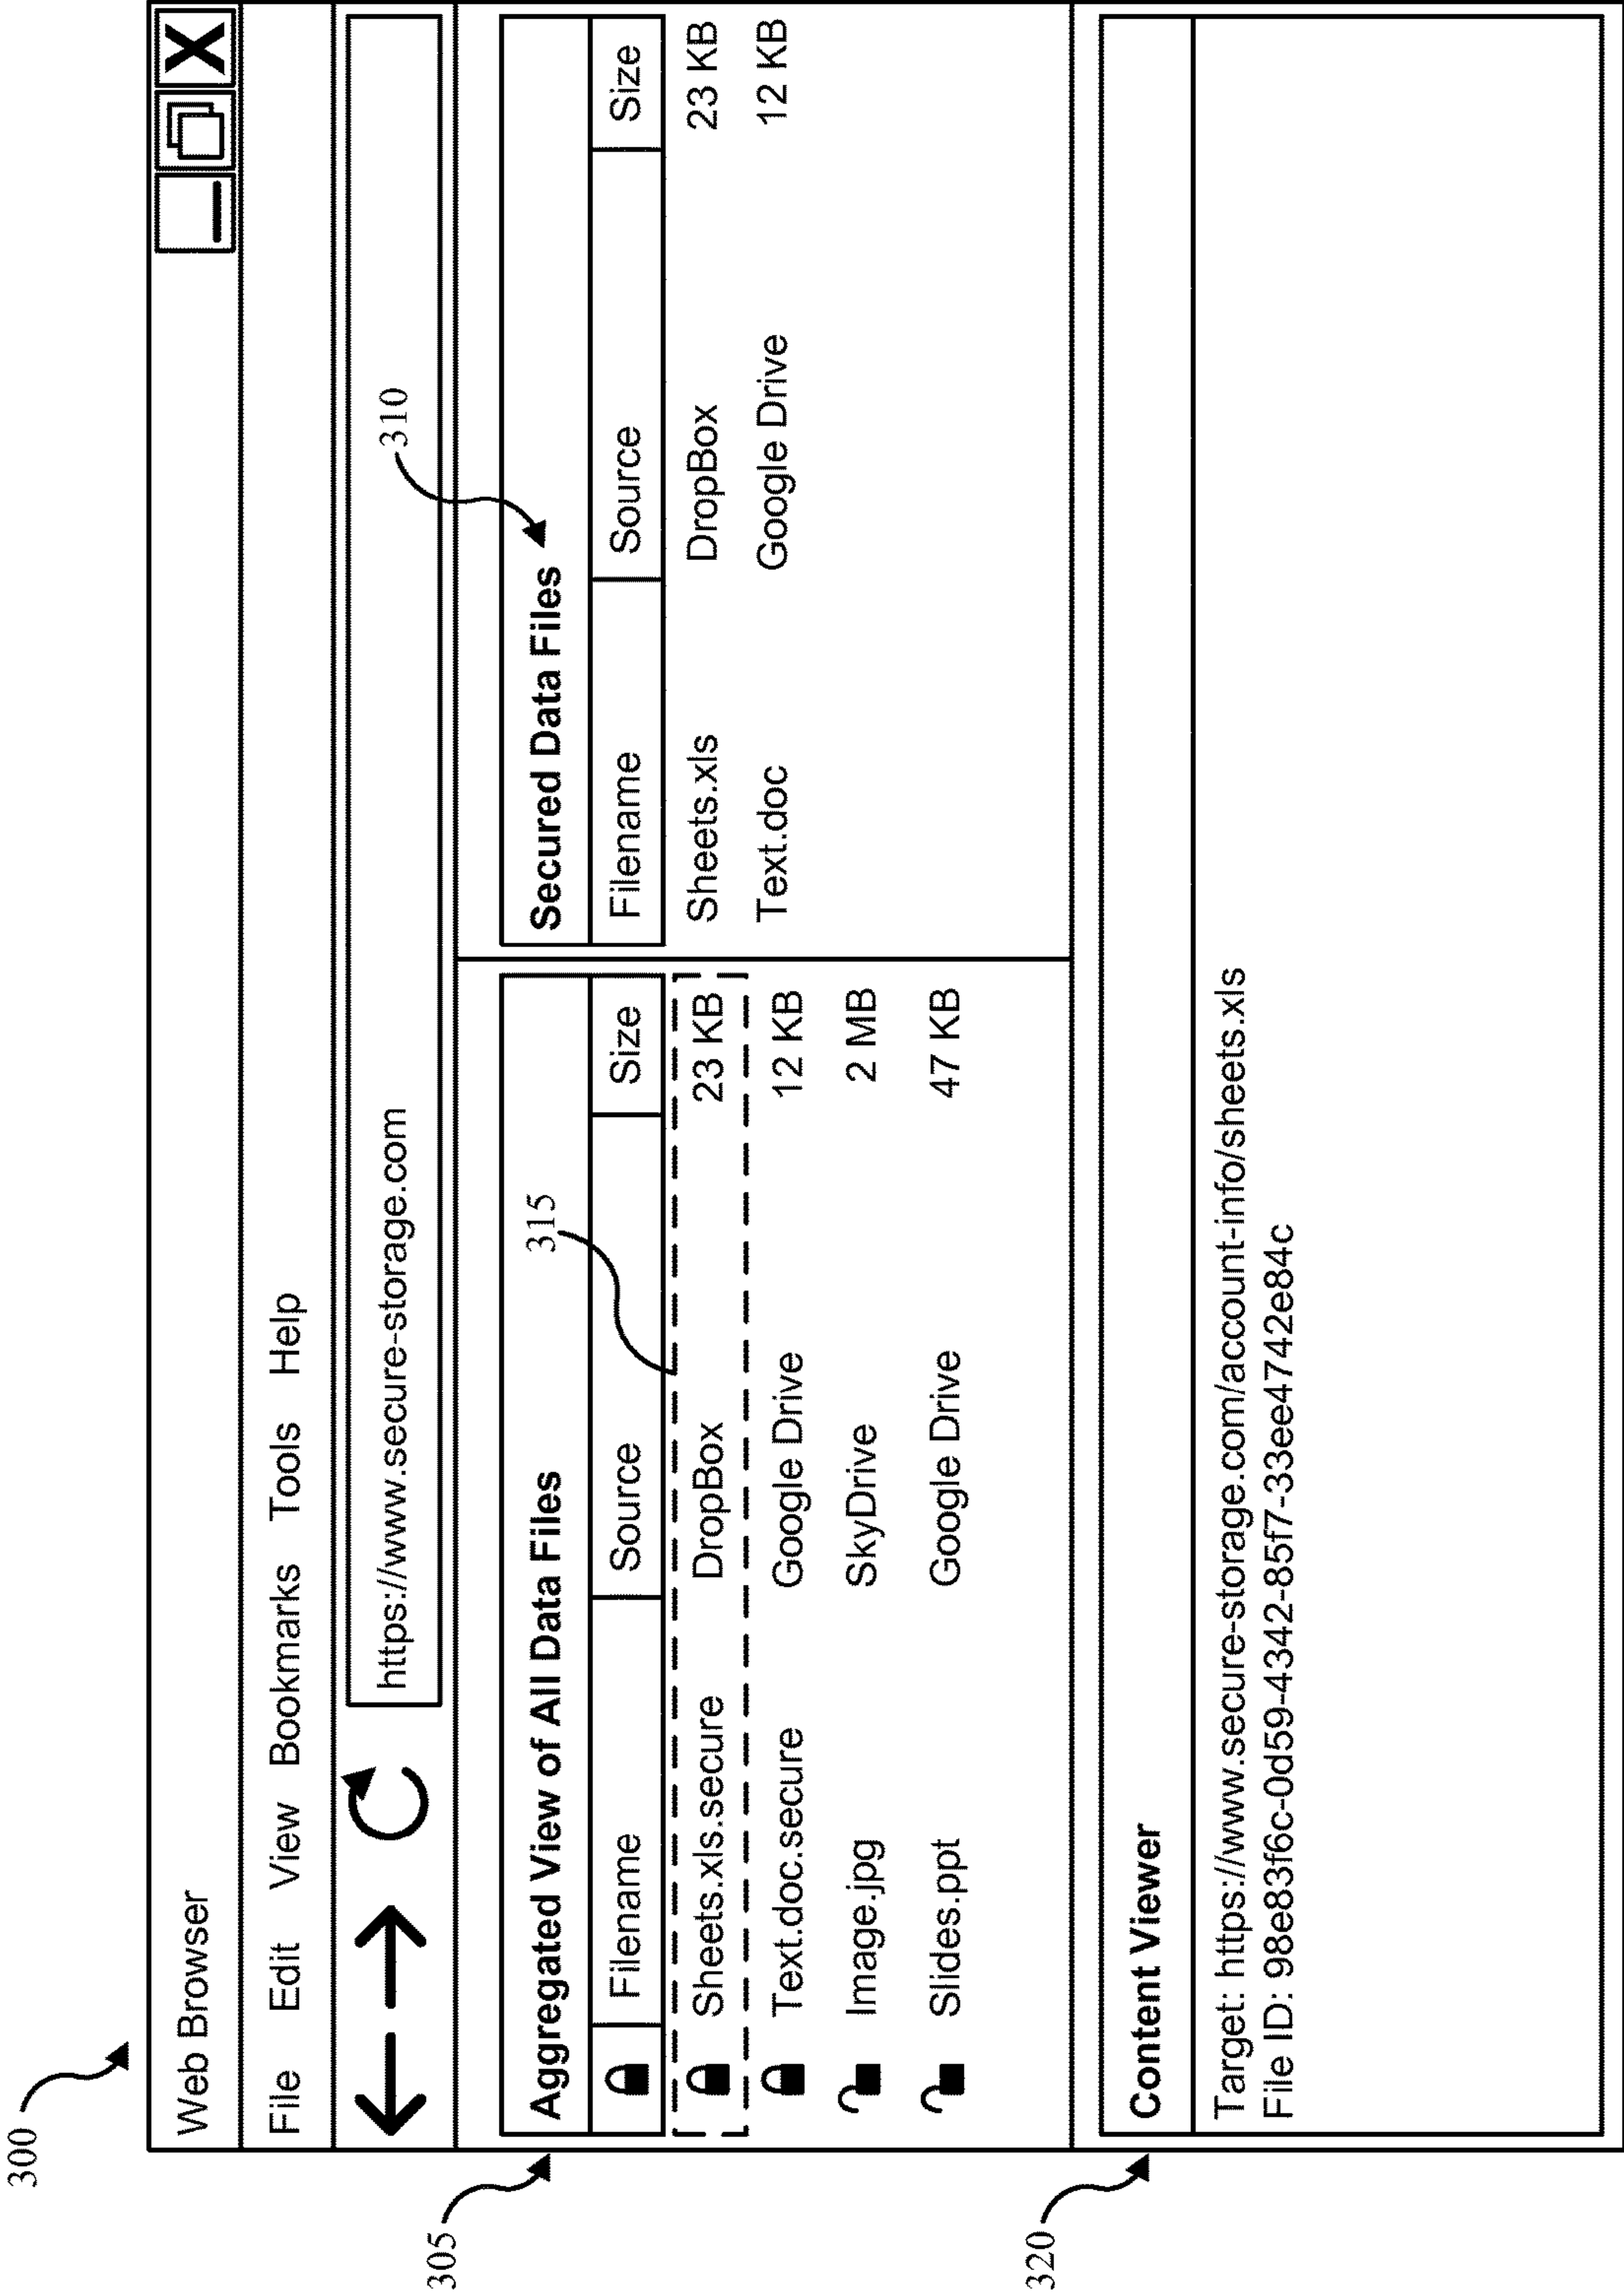 300
Web Browser
File Edit View Bookmarks Tools Help
https://www.secure-storage.com
310
305
Aggregated View of All Data Files
315
Filename Source Size
Sheets.xls.secure DropBox 23 KB
Text.doc.secure Google Drive 12 KB
Image.jpg SkyDrive 2 MB
Slides.ppt Google Drive 47 KB
Secured Data Files
Filename Source Size
Sheets.xls DropBox 23 KB
Text.doc Google Drive 12 KB
320
Content Viewer
Target: https://www.secure-storage.com/account-info/sheets.xls
File ID: 98e83f6c-0d59-4342-85f7-33ee4742e84c